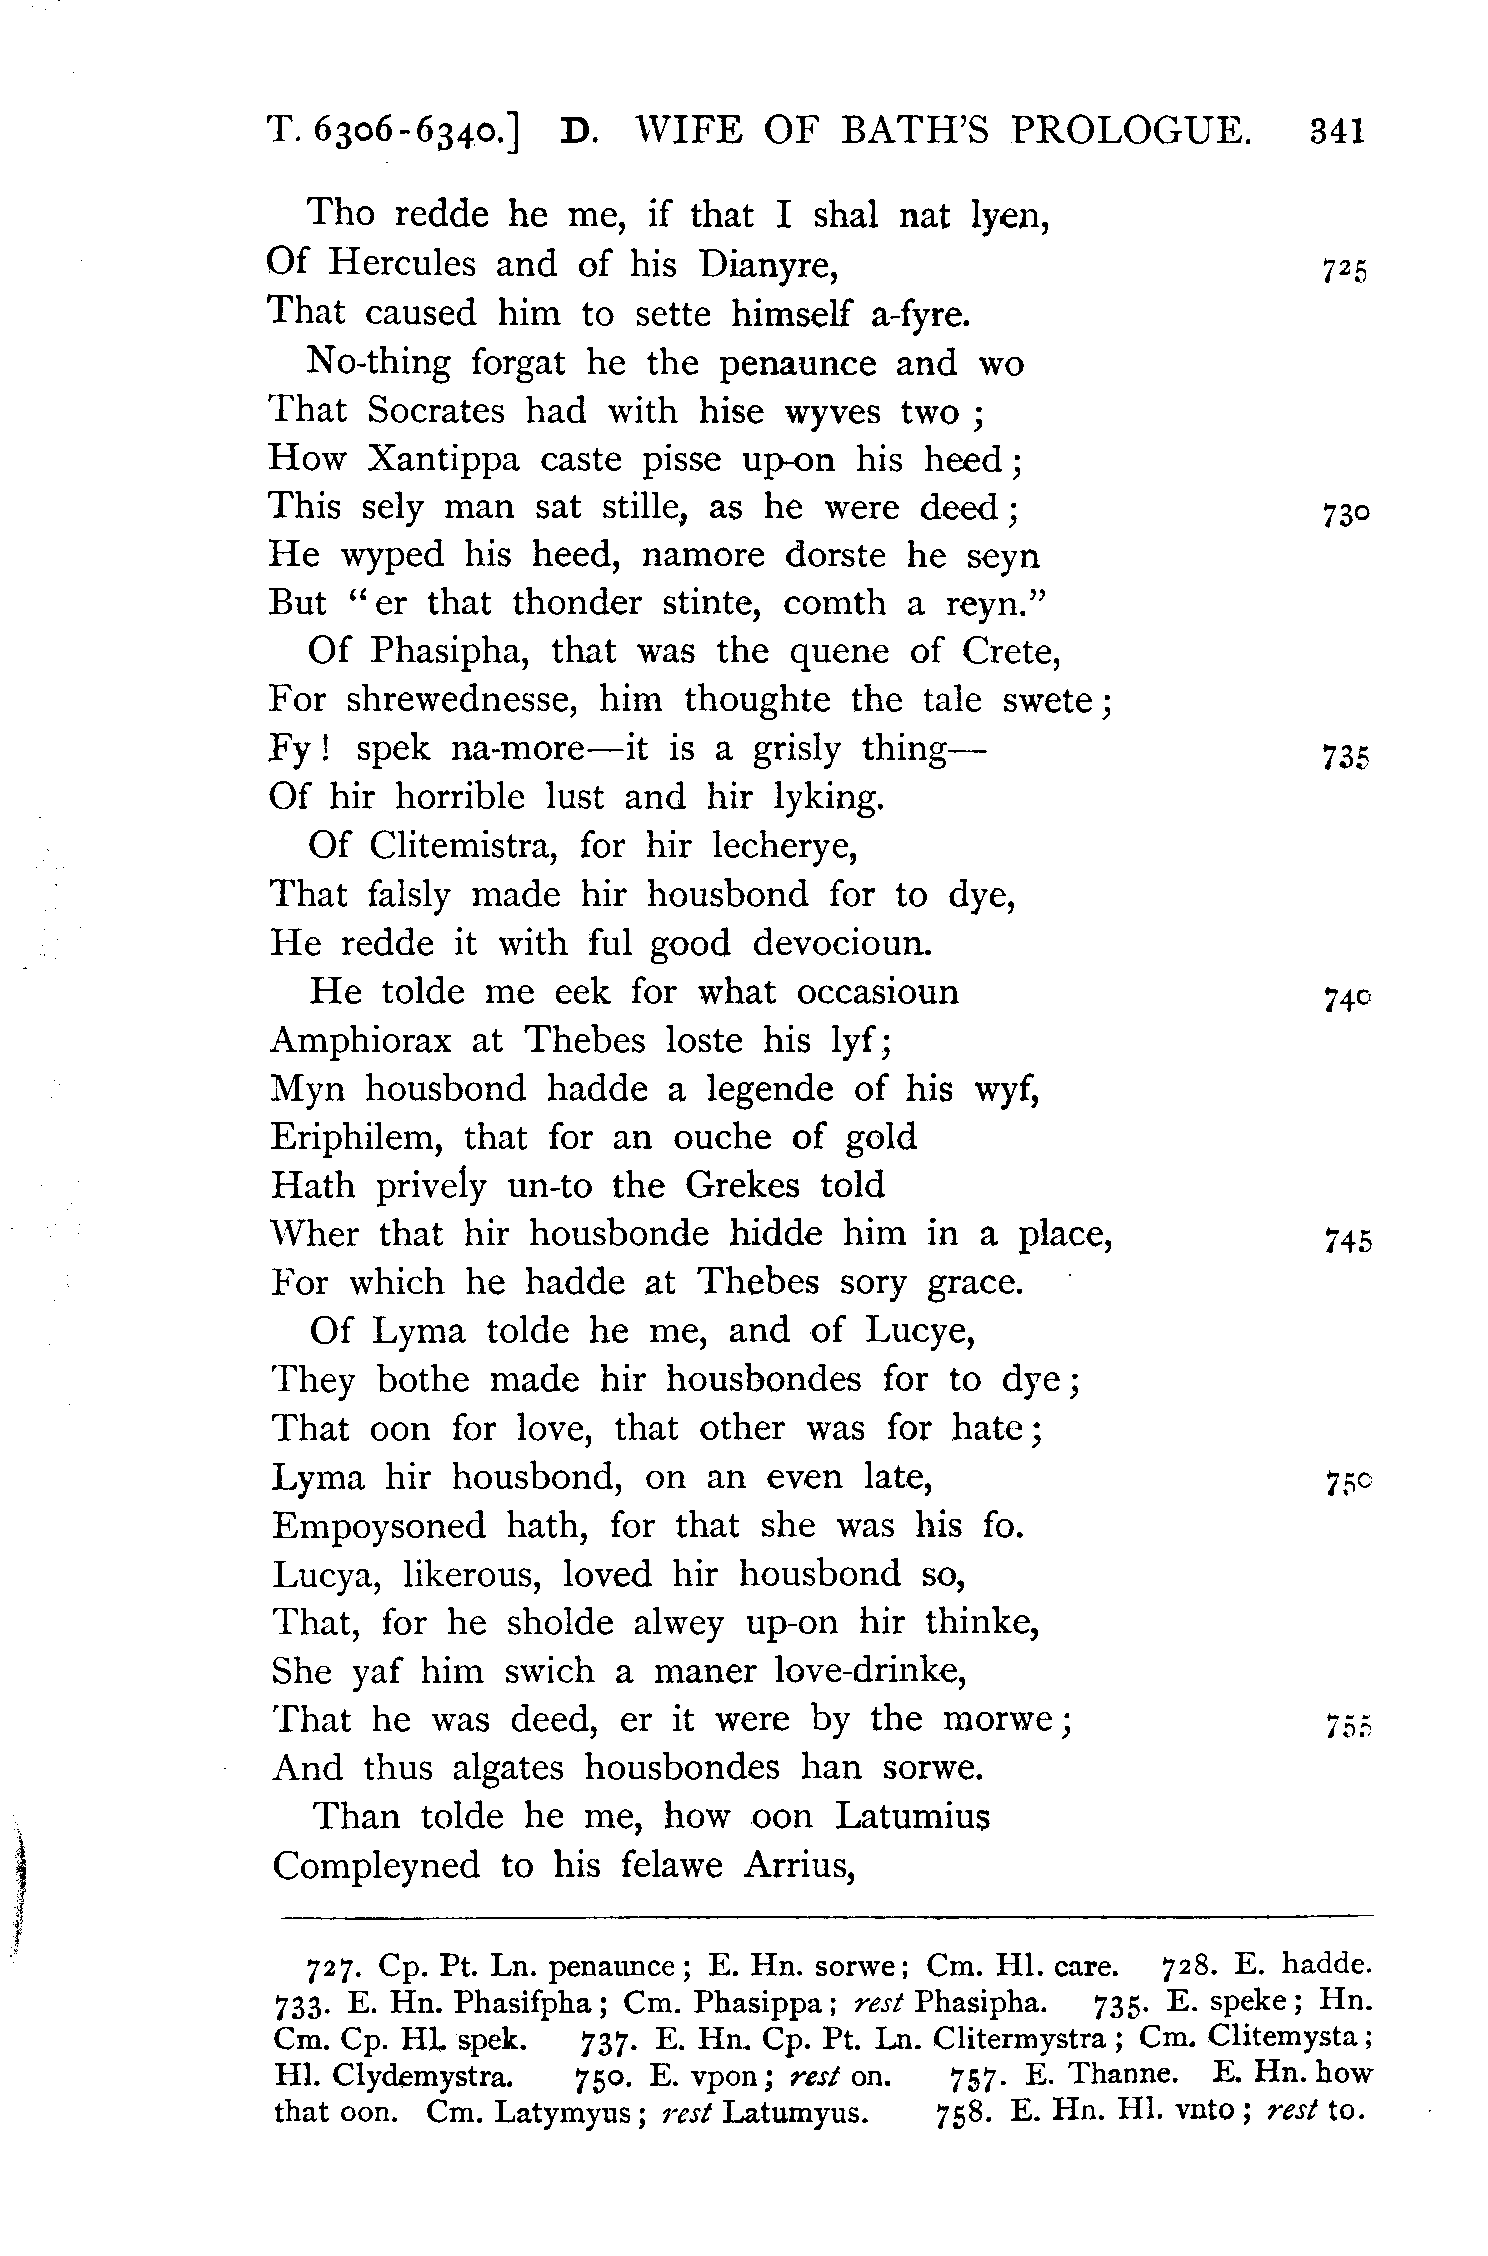 T. 6306-6340.] D. WIFE OF BATH'S PROLOGUE. 341
Tho redde he me, if that I shal nat lyen,
Of Hercules and of his Dianyre, 725
That caused him to sette himself a-fyre.
No-thing forgat he the penaunce and wo
That Socrates had with hise wyves two ;
How Xantippa caste pisse up-on his heed ;
This sely man sat stille, as he were deed ; 730
He wyped his heed, namore dorste he seyn
But “ er that thonder stinte, comth a reyn.”
Of Phasipha, that was the quene of Crete,
For shrewednesse, him thoughte the tale swete ;
Fy ! spek na-more—it is a grisly thing— 735
Of hir horrible lust and hir lyking.
Of Clitemistra, for hir lecherye,
That falsly made hir housbond for to dye,
He redde it with ful good devocioun.
He tolde me eek for what occasioun 740
Amphiorax at Thebes loste his lyf ;
Myn housbond hadde a legende of his wyf,
Eriphilem, that for an ouche of gold
Hath prively un-to the Grekes told
Wher that hir housbonde hidde him in a place, 745
For which he hadde at Thebes sory grace.
Of Lyma tolde he me, and of Lucye,
They bothe made hir housbondes for to dye ;
That oon for love, that other was for hate ;
Lyma hir housbond, on an even late, 750
Empoysoned hath, for that she was his fo.
Lucya, likerous, loved hir housbond so,
That, for he sholde alwey up-on hir thinke,
She yaf him swich a maner love-drinke,
That he was deed, er it were by the morwe ; 755
And thus algates housbondes han sorwe.
Than tolde he me, how oon Latumius
Compleyned to his felawe Arrius,
727. Cp. Pt. Ln. penaunce ; E. Hn. sorwe ; Cm. Hl. care. 728. E. hadde.
733. E. Hn. Phasifpha ; Cm. Phasippa ; rest Phasipha. 735. E. speke ; Hn.
Cm. Cp. Hl. spek. 737. E. Hn. Cp. Pt. Ln. Clitermystra ; Cm. Clitemysta ;
Hl. Clydemystra. 750. E. vpon ; rest on. 757. E. Thanne. E. Hn. how
that oon. Cm. Latymyus ; rest Latumyus. 758. E. Hn. Hl. vnto ; rest to.